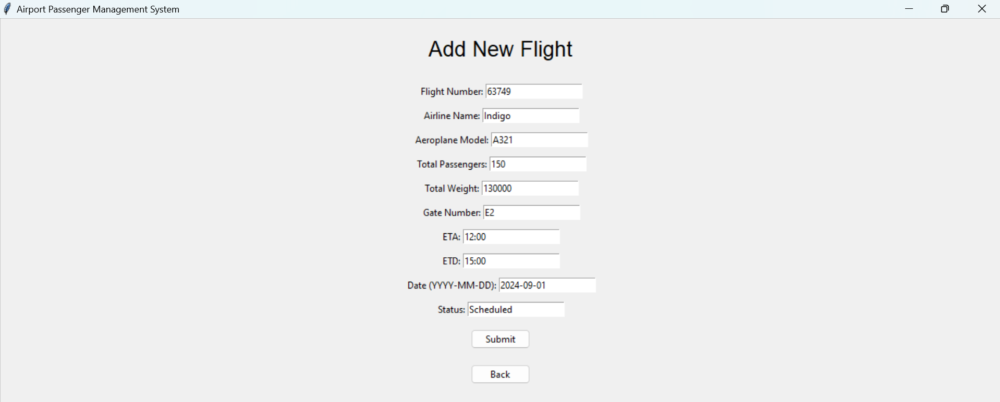 Airport Passenger Management System
Add New Flight
Flight Number: 63749
Airline Name: Indigo
Aeroplane Model: A321
Total Passengers: 150
Total Weight: 130000
Gate Number: E2
ETA: 12:00
ETD: 15:00
Date (YYYY-MM-DD): 2024-09-01
Status: Scheduled
Submit
Back